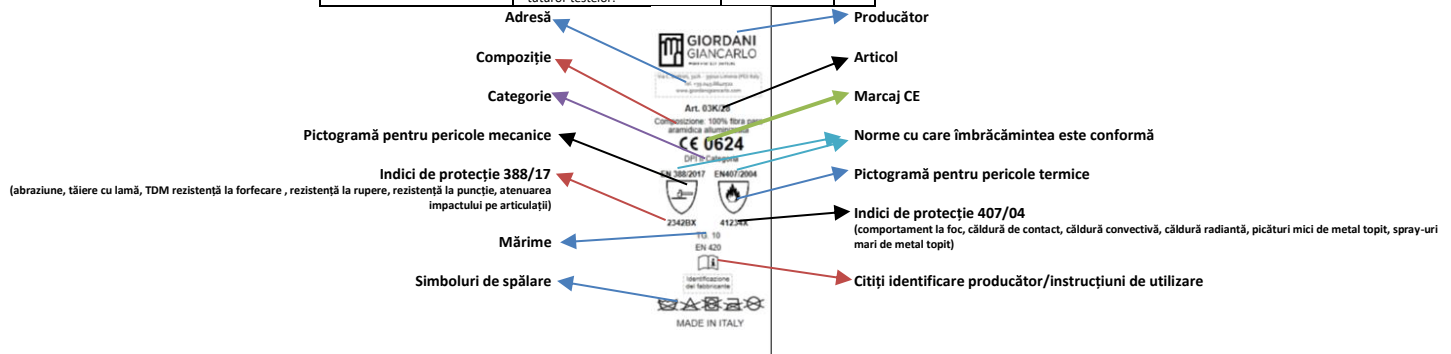 tuturor testelor.
Adresă
Producător
Compoziție
Articol
Categorie
Marcaj CE
Pictogramă pentru pericole mecanice
Norme cu care îmbrăcămintea este conformă
Indici de protecție 388/17
(abraziune, tăiere cu lamă, TDM rezistență la forfecare , rezistență la rupere, rezistență la puncție, atenuarea
impactului pe articulații)
Pictogramă pentru pericole termice
Indici de protecție 407/04
(comportament la foc, căldură de contact, căldură convectivă, căldură radiantă, picături mici de metal topit, spray-uri
mari de metal topit)
Mărime
Simboluri de spălare
Citiți identificare producător/instrucțiuni de utilizare
GIORDANI
GIANCARLO
www.giordanigiancarlo.com
Art. 03K/28
Composizione: 100% fibra para
aramidica alluminizzata
CE 0624
DPI Categoria
EN 388/2017 EN407/2004
2342BX 41234X
TG. 10
EN 420
Identificazione
del fabbricante
MADE IN ITALY